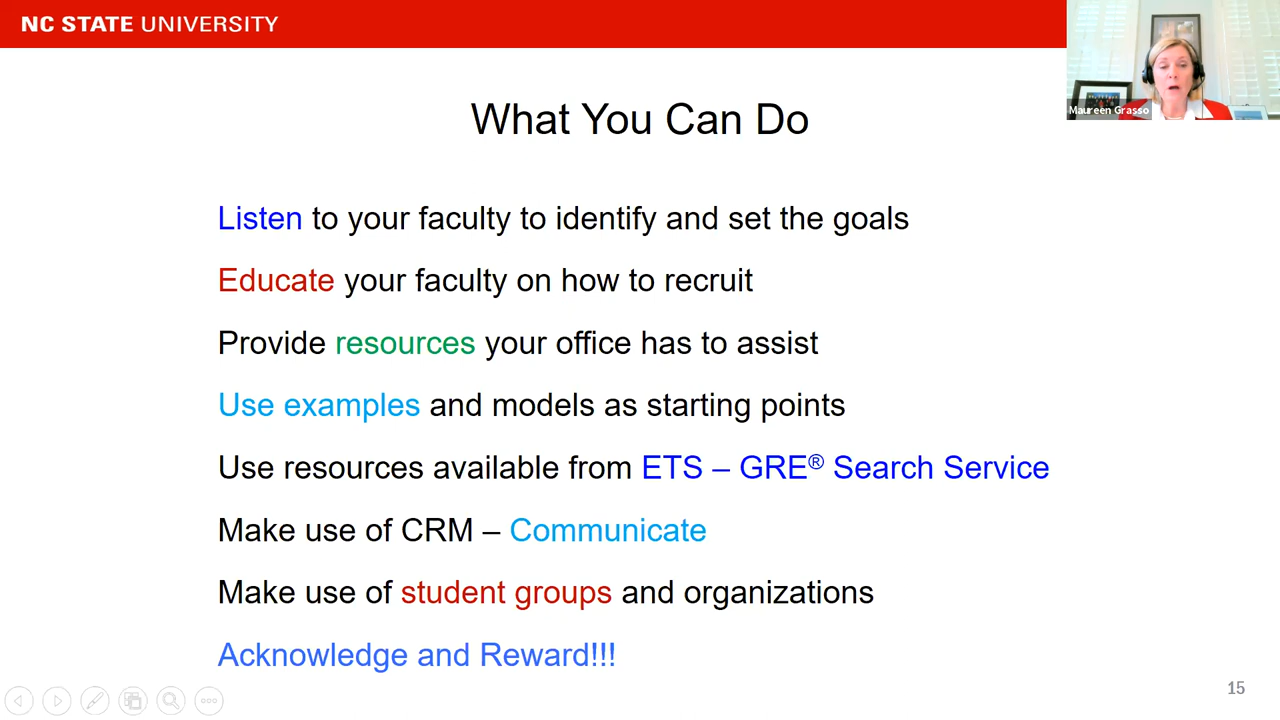 NC STATE UNIVERSITY
Maureen Grasso
What You Can Do
Listen to your faculty to identify and set the goals
Educate your faculty on how to recruit
Provide resources your office has to assist
Use examples and models as starting points
Use resources available from ETS – GRE® Search Service
Make use of CRM – Communicate
Make use of student groups and organizations
Acknowledge and Reward!!!
15